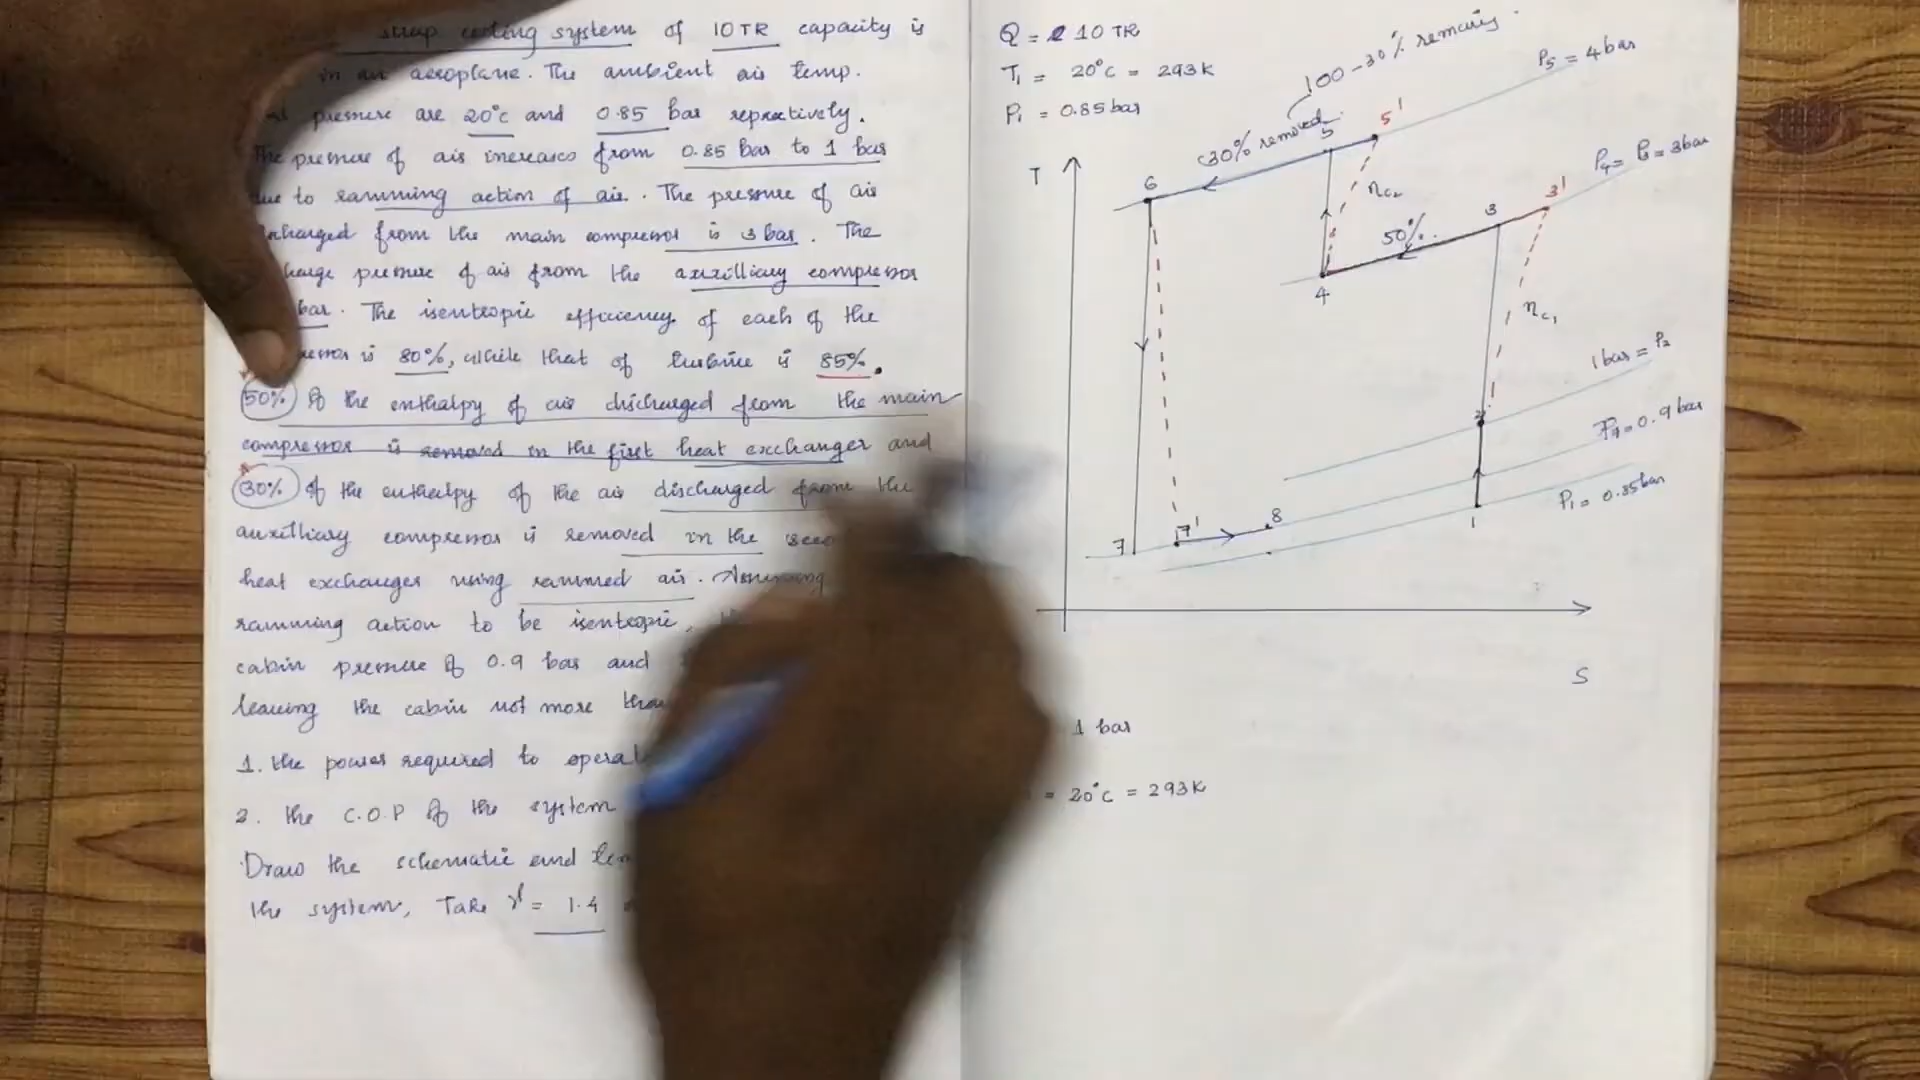 strap cooling system of 10 TR capacity is
in an aeroplane. The ambient air temp.
pressure are 20°c and 0.85 bar repectively.
The pressure of air increases from 0.85 bar to 1 bar
due to ramming action of air. The pressure of air
discharged from the main compressor is 3 bar. The
pressure of air from the auxilliary compressor
bar. The isentropic efficiency of each of the
is 80%, while that of turbine is 85%.
50% of the enthalpy of air discharged from the main
compressor is removed in the first heat exchanger and
30% of the enthalpy of the air discharged from the
auxilliary compressor is removed in the
heat exchanger using rammed air. Assuming
ramming action to be isentropic,
cabin pressure of 0.9 bar and
leaving the cabin not more than
1. the power required to
2. the C.O.P of the system
Draw the schematic and
the system, Take γ = 1.4
Q = 10 TR
T1 = 20°c = 293K
P1 = 0.85 bar
100 - 30% remains
P5 = 4 bar
30% removed
5
5'
P4 = P3 = 3 bar
T
6
ηc2
3
3'
50%
4
ηc1
1 bar = P2
2
P7 = 0.9 bar
P1 = 0.85 bar
7
7'
8
1
S
1 bar
= 20°c = 293K